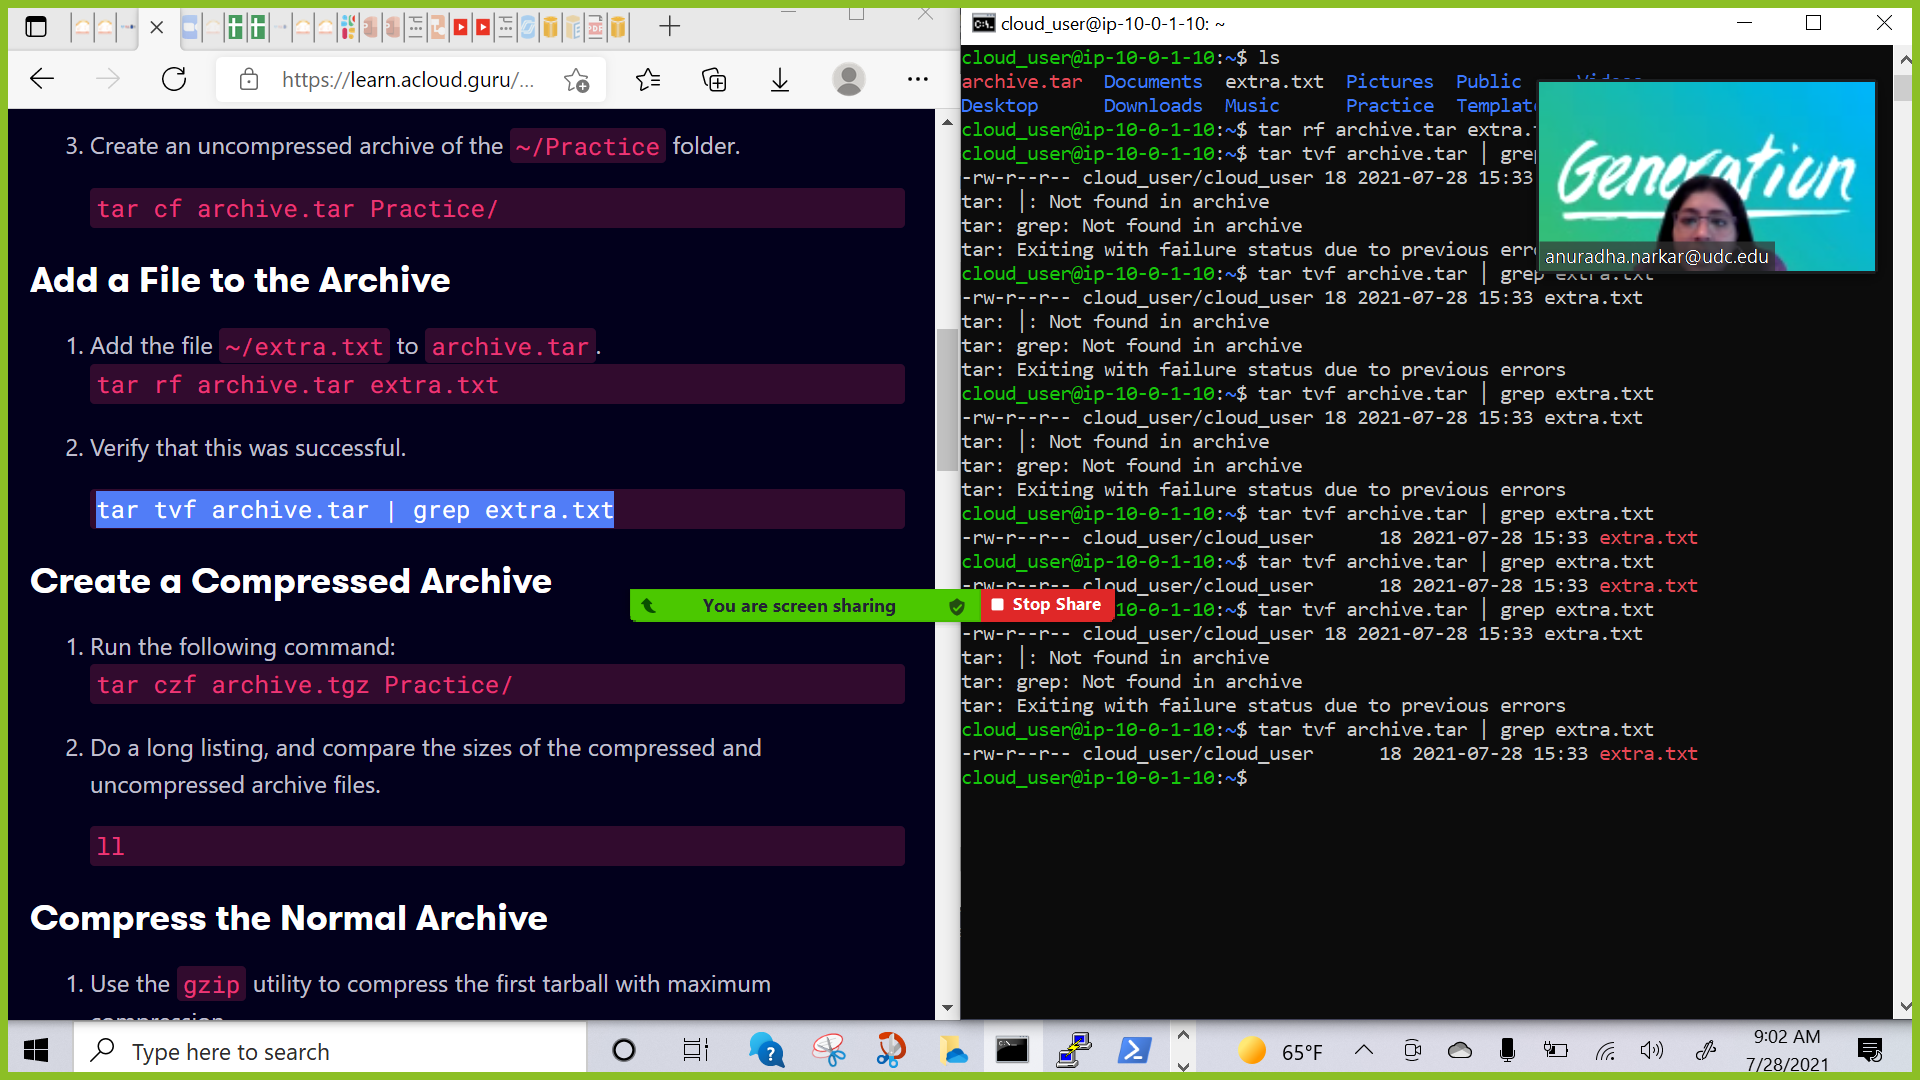 https://learn.acloud.guru/...
3. Create an uncompressed archive of the ~/Practice folder.
tar cf archive.tar Practice/
Add a File to the Archive
1. Add the file ~/extra.txt to archive.tar.
tar rf archive.tar extra.txt
2. Verify that this was successful.
tar tvf archive.tar | grep extra.txt
Create a Compressed Archive
1. Run the following command:
tar czf archive.tgz Practice/
2. Do a long listing, and compare the sizes of the compressed and
uncompressed archive files.
ll
Compress the Normal Archive
1. Use the gzip utility to compress the first tarball with maximum
compression
You are screen sharing
Stop Share
cloud_user@ip-10-0-1-10: ~
cloud_user@ip-10-0-1-10:~$ ls
archive.tar Documents extra.txt Pictures Public Videos
Desktop Downloads Music Practice Template
cloud_user@ip-10-0-1-10:~$ tar rf archive.tar extra.
cloud_user@ip-10-0-1-10:~$ tar tvf archive.tar | grep
-rw-r--r-- cloud_user/cloud_user 18 2021-07-28 15:33
tar: |: Not found in archive
tar: grep: Not found in archive
tar: Exiting with failure status due to previous erro
cloud_user@ip-10-0-1-10:~$ tar tvf archive.tar | grep extra.txt
-rw-r--r-- cloud_user/cloud_user 18 2021-07-28 15:33 extra.txt
tar: |: Not found in archive
tar: grep: Not found in archive
tar: Exiting with failure status due to previous errors
cloud_user@ip-10-0-1-10:~$ tar tvf archive.tar | grep extra.txt
-rw-r--r-- cloud_user/cloud_user 18 2021-07-28 15:33 extra.txt
tar: |: Not found in archive
tar: grep: Not found in archive
tar: Exiting with failure status due to previous errors
cloud_user@ip-10-0-1-10:~$ tar tvf archive.tar | grep extra.txt
-rw-r--r-- cloud_user/cloud_user 18 2021-07-28 15:33 extra.txt
cloud_user@ip-10-0-1-10:~$ tar tvf archive.tar | grep extra.txt
-rw-r--r-- cloud_user/cloud_user 18 2021-07-28 15:33 extra.txt
0-1-10:~$ tar tvf archive.tar | grep extra.txt
-rw-r--r-- cloud_user/cloud_user 18 2021-07-28 15:33 extra.txt
tar: |: Not found in archive
tar: grep: Not found in archive
tar: Exiting with failure status due to previous errors
cloud_user@ip-10-0-1-10:~$ tar tvf archive.tar | grep extra.txt
-rw-r--r-- cloud_user/cloud_user 18 2021-07-28 15:33 extra.txt
cloud_user@ip-10-0-1-10:~$
Generation
anuradha.narkar@udc.edu
Type here to search
65°F
9:02 AM
7/28/2021